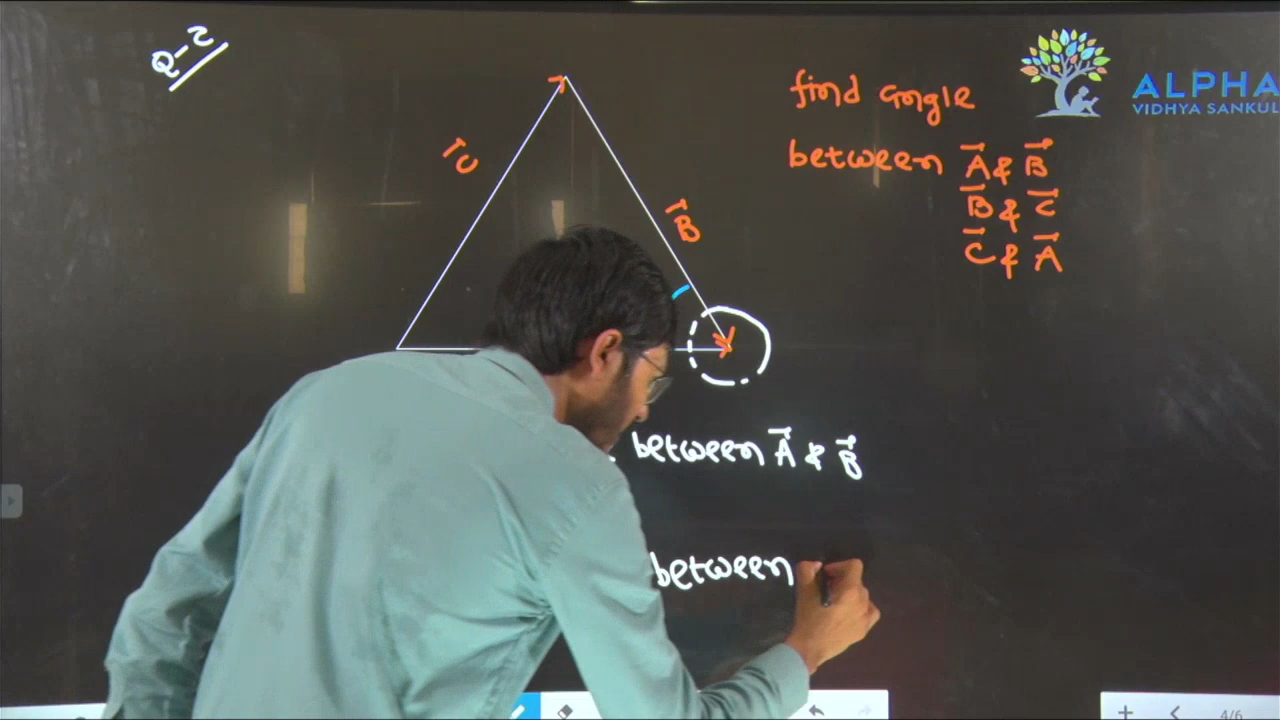 Q-2
find angle
between A & B
B & C
C & A
C
B
between A & B
between
ALPHA
VIDHYA SANKUL
4/6